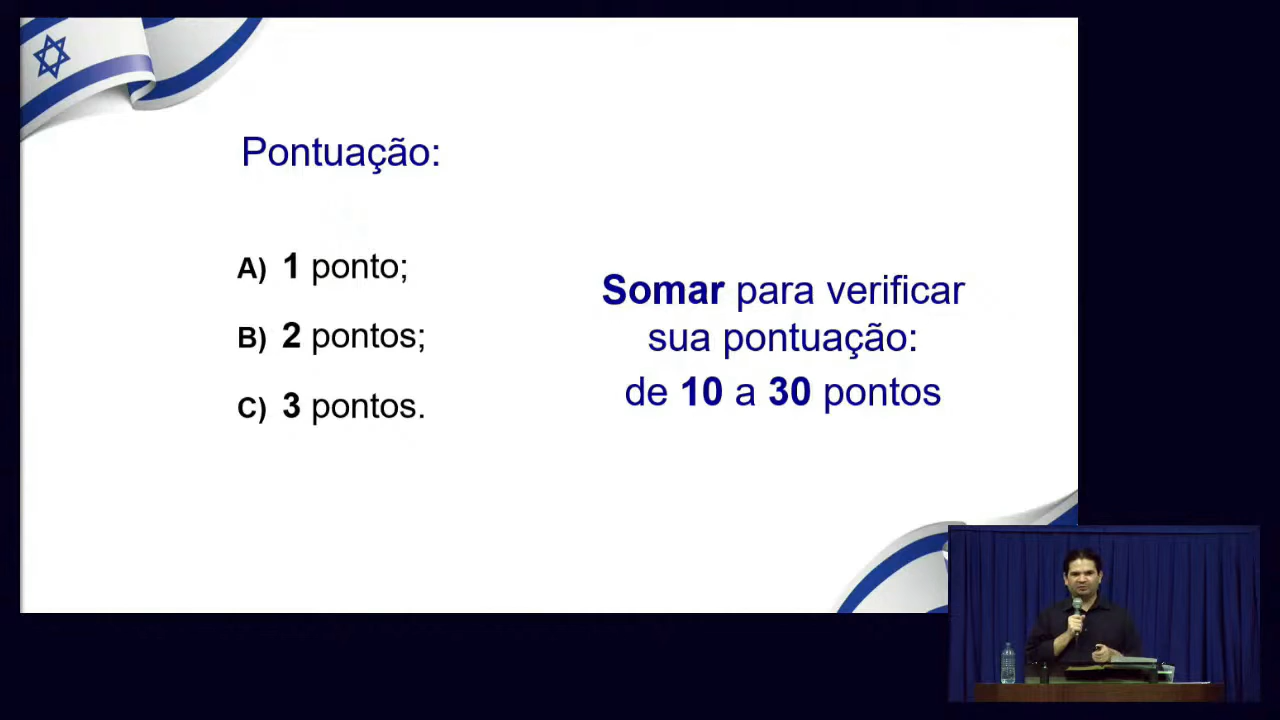 Pontuação:
A) 1 ponto;
B) 2 pontos;
C) 3 pontos.
Somar para verificar
sua pontuação:
de 10 a 30 pontos